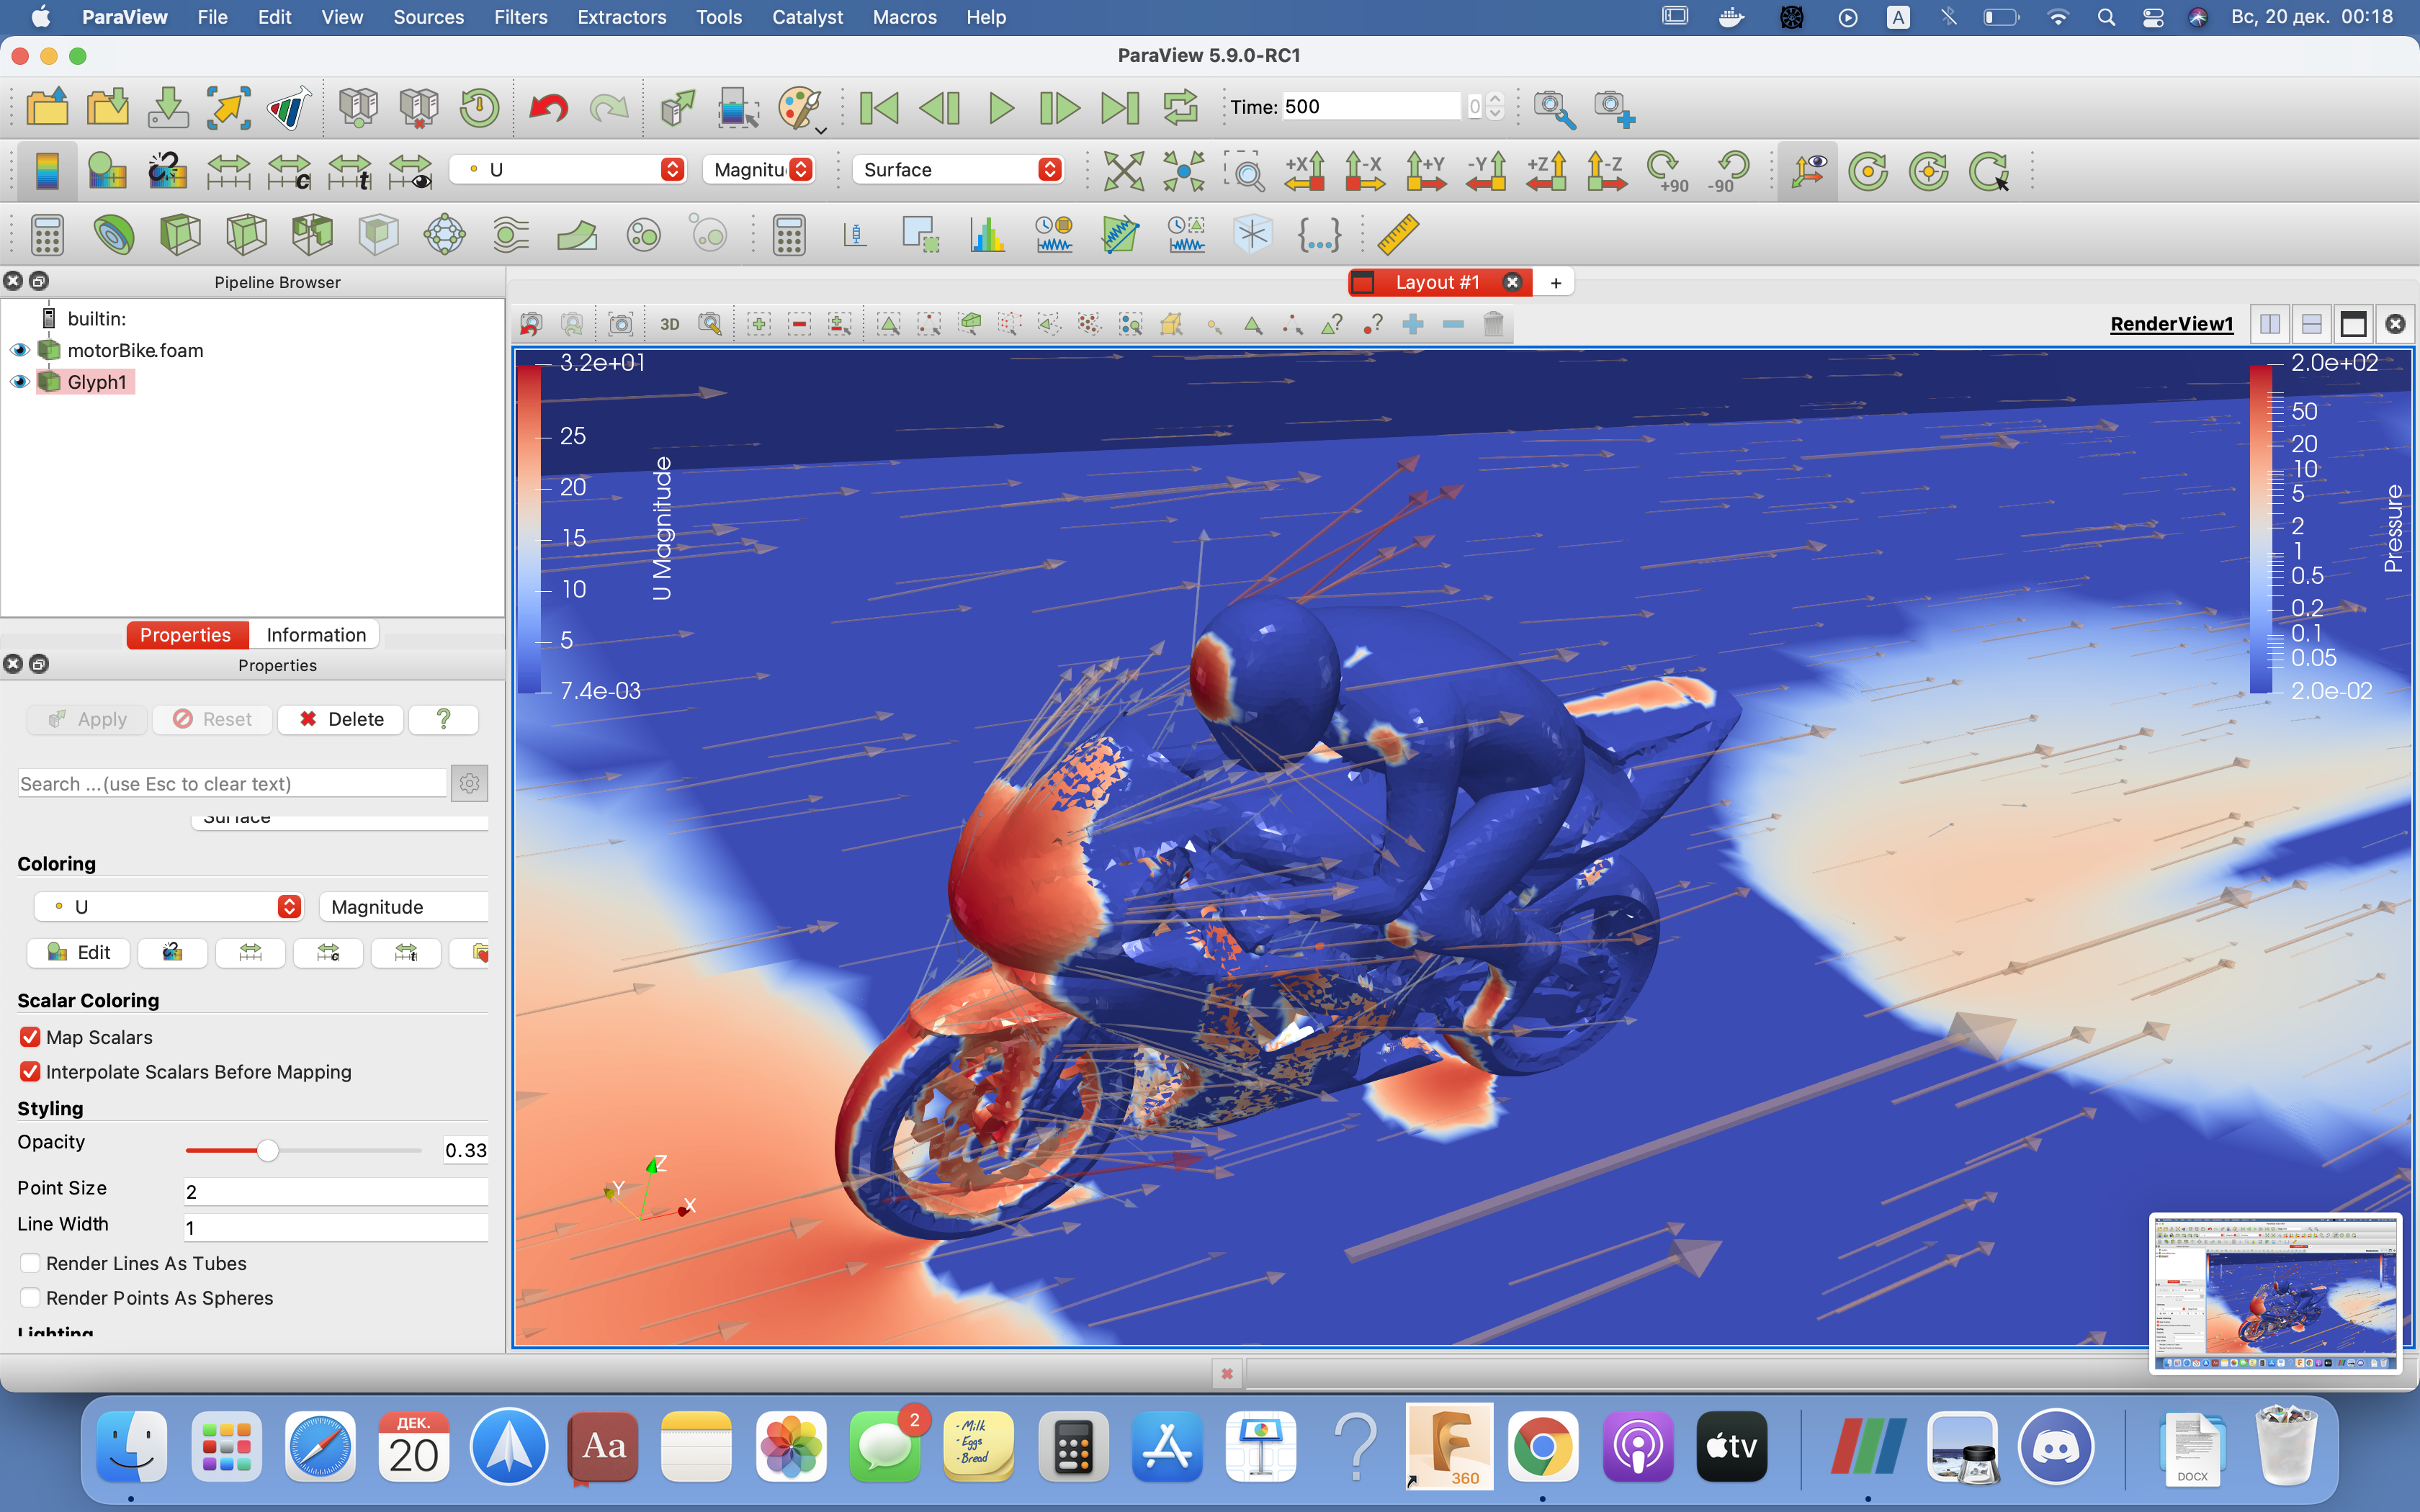 ParaView File Edit View Sources Filters Extractors Tools Catalyst Macros Help A Вс, 20 дек. 00:18
ParaView 5.9.0-RC1
Time: 500 0
c t U Magnitu Surface +X -X +Y -Y +Z -Z +90 -90
{...}
Pipeline Browser
Layout #1 +
builtin:
motorBike.foam
Glyph1
3D RenderView1
Properties Information
Properties
Apply Reset Delete ?
Search ...(use Esc to clear text)
Surface
Coloring
U Magnitude
Edit c t
Scalar Coloring
Map Scalars
Interpolate Scalars Before Mapping
Styling
Opacity 0.33
Point Size 2
Line Width 1
Render Lines As Tubes
Render Points As Spheres
Lighting
3.2e+01
25
20
15
10
5
7.4e-03
U Magnitude
2.0e+02
50
20
10
5
2
1
0.5
0.2
0.1
0.05
2.0e-02
Pressure
Z
Y
X
ДЕК.
20
Aa
2
- Milk
- Eggs
- Bread
?
360
tv
DOCX